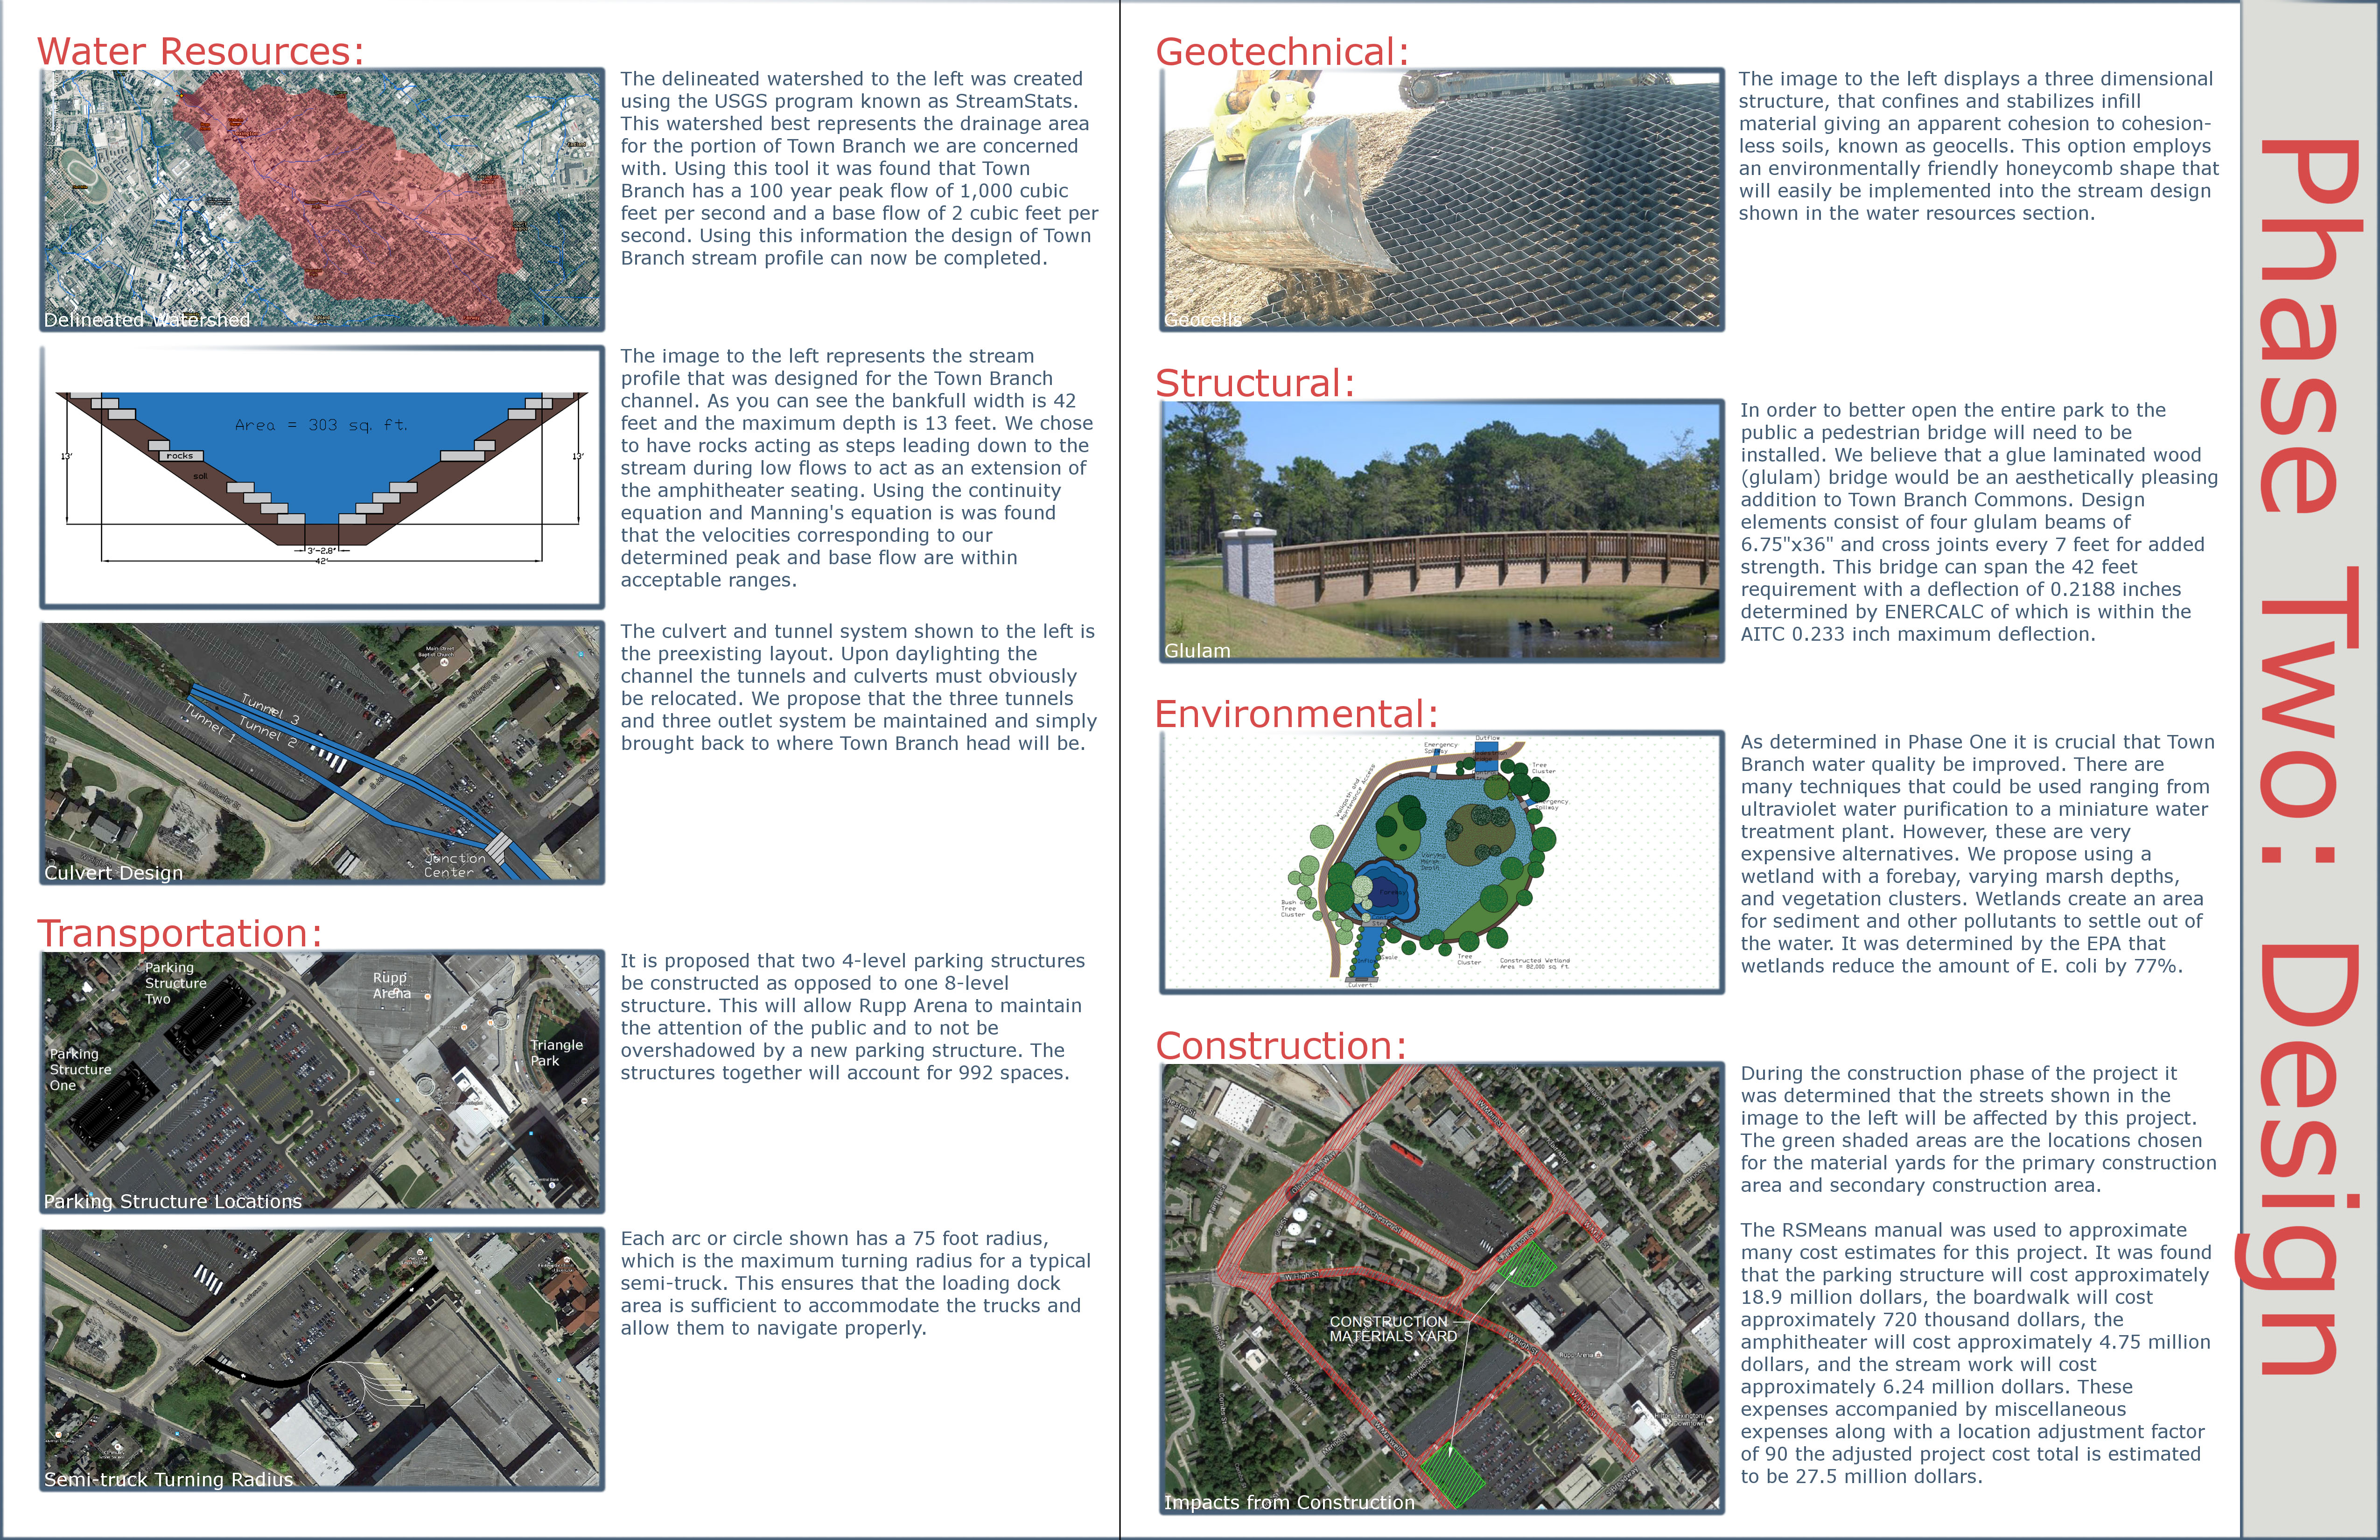 Water Resources:
Delineated Watershed
The delineated watershed to the left was created
using the USGS program known as StreamStats.
This watershed best represents the drainage area
for the portion of Town Branch we are concerned
with. Using this tool it was found that Town
Branch has a 100 year peak flow of 1,000 cubic
feet per second and a base flow of 2 cubic feet per
second. Using this information the design of Town
Branch stream profile can now be completed.
Area = 303 sq. ft.
13'
rocks
soil
13'
3'-2.8"
42'
The image to the left represents the stream
profile that was designed for the Town Branch
channel. As you can see the bankfull width is 42
feet and the maximum depth is 13 feet. We chose
to have rocks acting as steps leading down to the
stream during low flows to act as an extension of
the amphitheater seating. Using the continuity
equation and Manning's equation is was found
that the velocities corresponding to our
determined peak and base flow are within
acceptable ranges.
Main Street
Baptist Church
Tunnel 3
Tunnel 2
Tunnel 1
Manchester St
Junction
Center
Culvert Design
The culvert and tunnel system shown to the left is
the preexisting layout. Upon daylighting the
channel the tunnels and culverts must obviously
be relocated. We propose that the three tunnels
and three outlet system be maintained and simply
brought back to where Town Branch head will be.
Transportation:
Parking
Structure
Two
Rupp
Arena
Parking
Structure
One
Triangle
Park
Parking Structure Locations
It is proposed that two 4-level parking structures
be constructed as opposed to one 8-level
structure. This will allow Rupp Arena to maintain
the attention of the public and to not be
overshadowed by a new parking structure. The
structures together will account for 992 spaces.
Semi-truck Turning Radius
Each arc or circle shown has a 75 foot radius,
which is the maximum turning radius for a typical
semi-truck. This ensures that the loading dock
area is sufficient to accommodate the trucks and
allow them to navigate properly.
Geotechnical:
Geocells
The image to the left displays a three dimensional
structure, that confines and stabilizes infill
material giving an apparent cohesion to cohesion-
less soils, known as geocells. This option employs
an environmentally friendly honeycomb shape that
will easily be implemented into the stream design
shown in the water resources section.
Structural:
Glulam
In order to better open the entire park to the
public a pedestrian bridge will need to be
installed. We believe that a glue laminated wood
(glulam) bridge would be an aesthetically pleasing
addition to Town Branch Commons. Design
elements consist of four glulam beams of
6.75"x36" and cross joints every 7 feet for added
strength. This bridge can span the 42 feet
requirement with a deflection of 0.2188 inches
determined by ENERCALC of which is within the
AITC 0.233 inch maximum deflection.
Environmental:
Outflow
Emergency
Spillway
Tree
Cluster
Walkpath and
Maintenance Access
Varying
Marsh
Depth
Forebay
Bush and
Tree
Cluster
Swale
Tree
Cluster
Constructed Wetland
Area = 82,000 sq. ft.
Culvert
As determined in Phase One it is crucial that Town
Branch water quality be improved. There are
many techniques that could be used ranging from
ultraviolet water purification to a miniature water
treatment plant. However, these are very
expensive alternatives. We propose using a
wetland with a forebay, varying marsh depths,
and vegetation clusters. Wetlands create an area
for sediment and other pollutants to settle out of
the water. It was determined by the EPA that
wetlands reduce the amount of E. coli by 77%.
Construction:
W Main St
Manchester St
W High St
CONSTRUCTION
MATERIALS YARD
W High St
Rupp Arena
W Maxwell St
Impacts from Construction
During the construction phase of the project it
was determined that the streets shown in the
image to the left will be affected by this project.
The green shaded areas are the locations chosen
for the material yards for the primary construction
area and secondary construction area.
The RSMeans manual was used to approximate
many cost estimates for this project. It was found
that the parking structure will cost approximately
18.9 million dollars, the boardwalk will cost
approximately 720 thousand dollars, the
amphitheater will cost approximately 4.75 million
dollars, and the stream work will cost
approximately 6.24 million dollars. These
expenses accompanied by miscellaneous
expenses along with a location adjustment factor
of 90 the adjusted project cost total is estimated
to be 27.5 million dollars.
Phase Two: Design